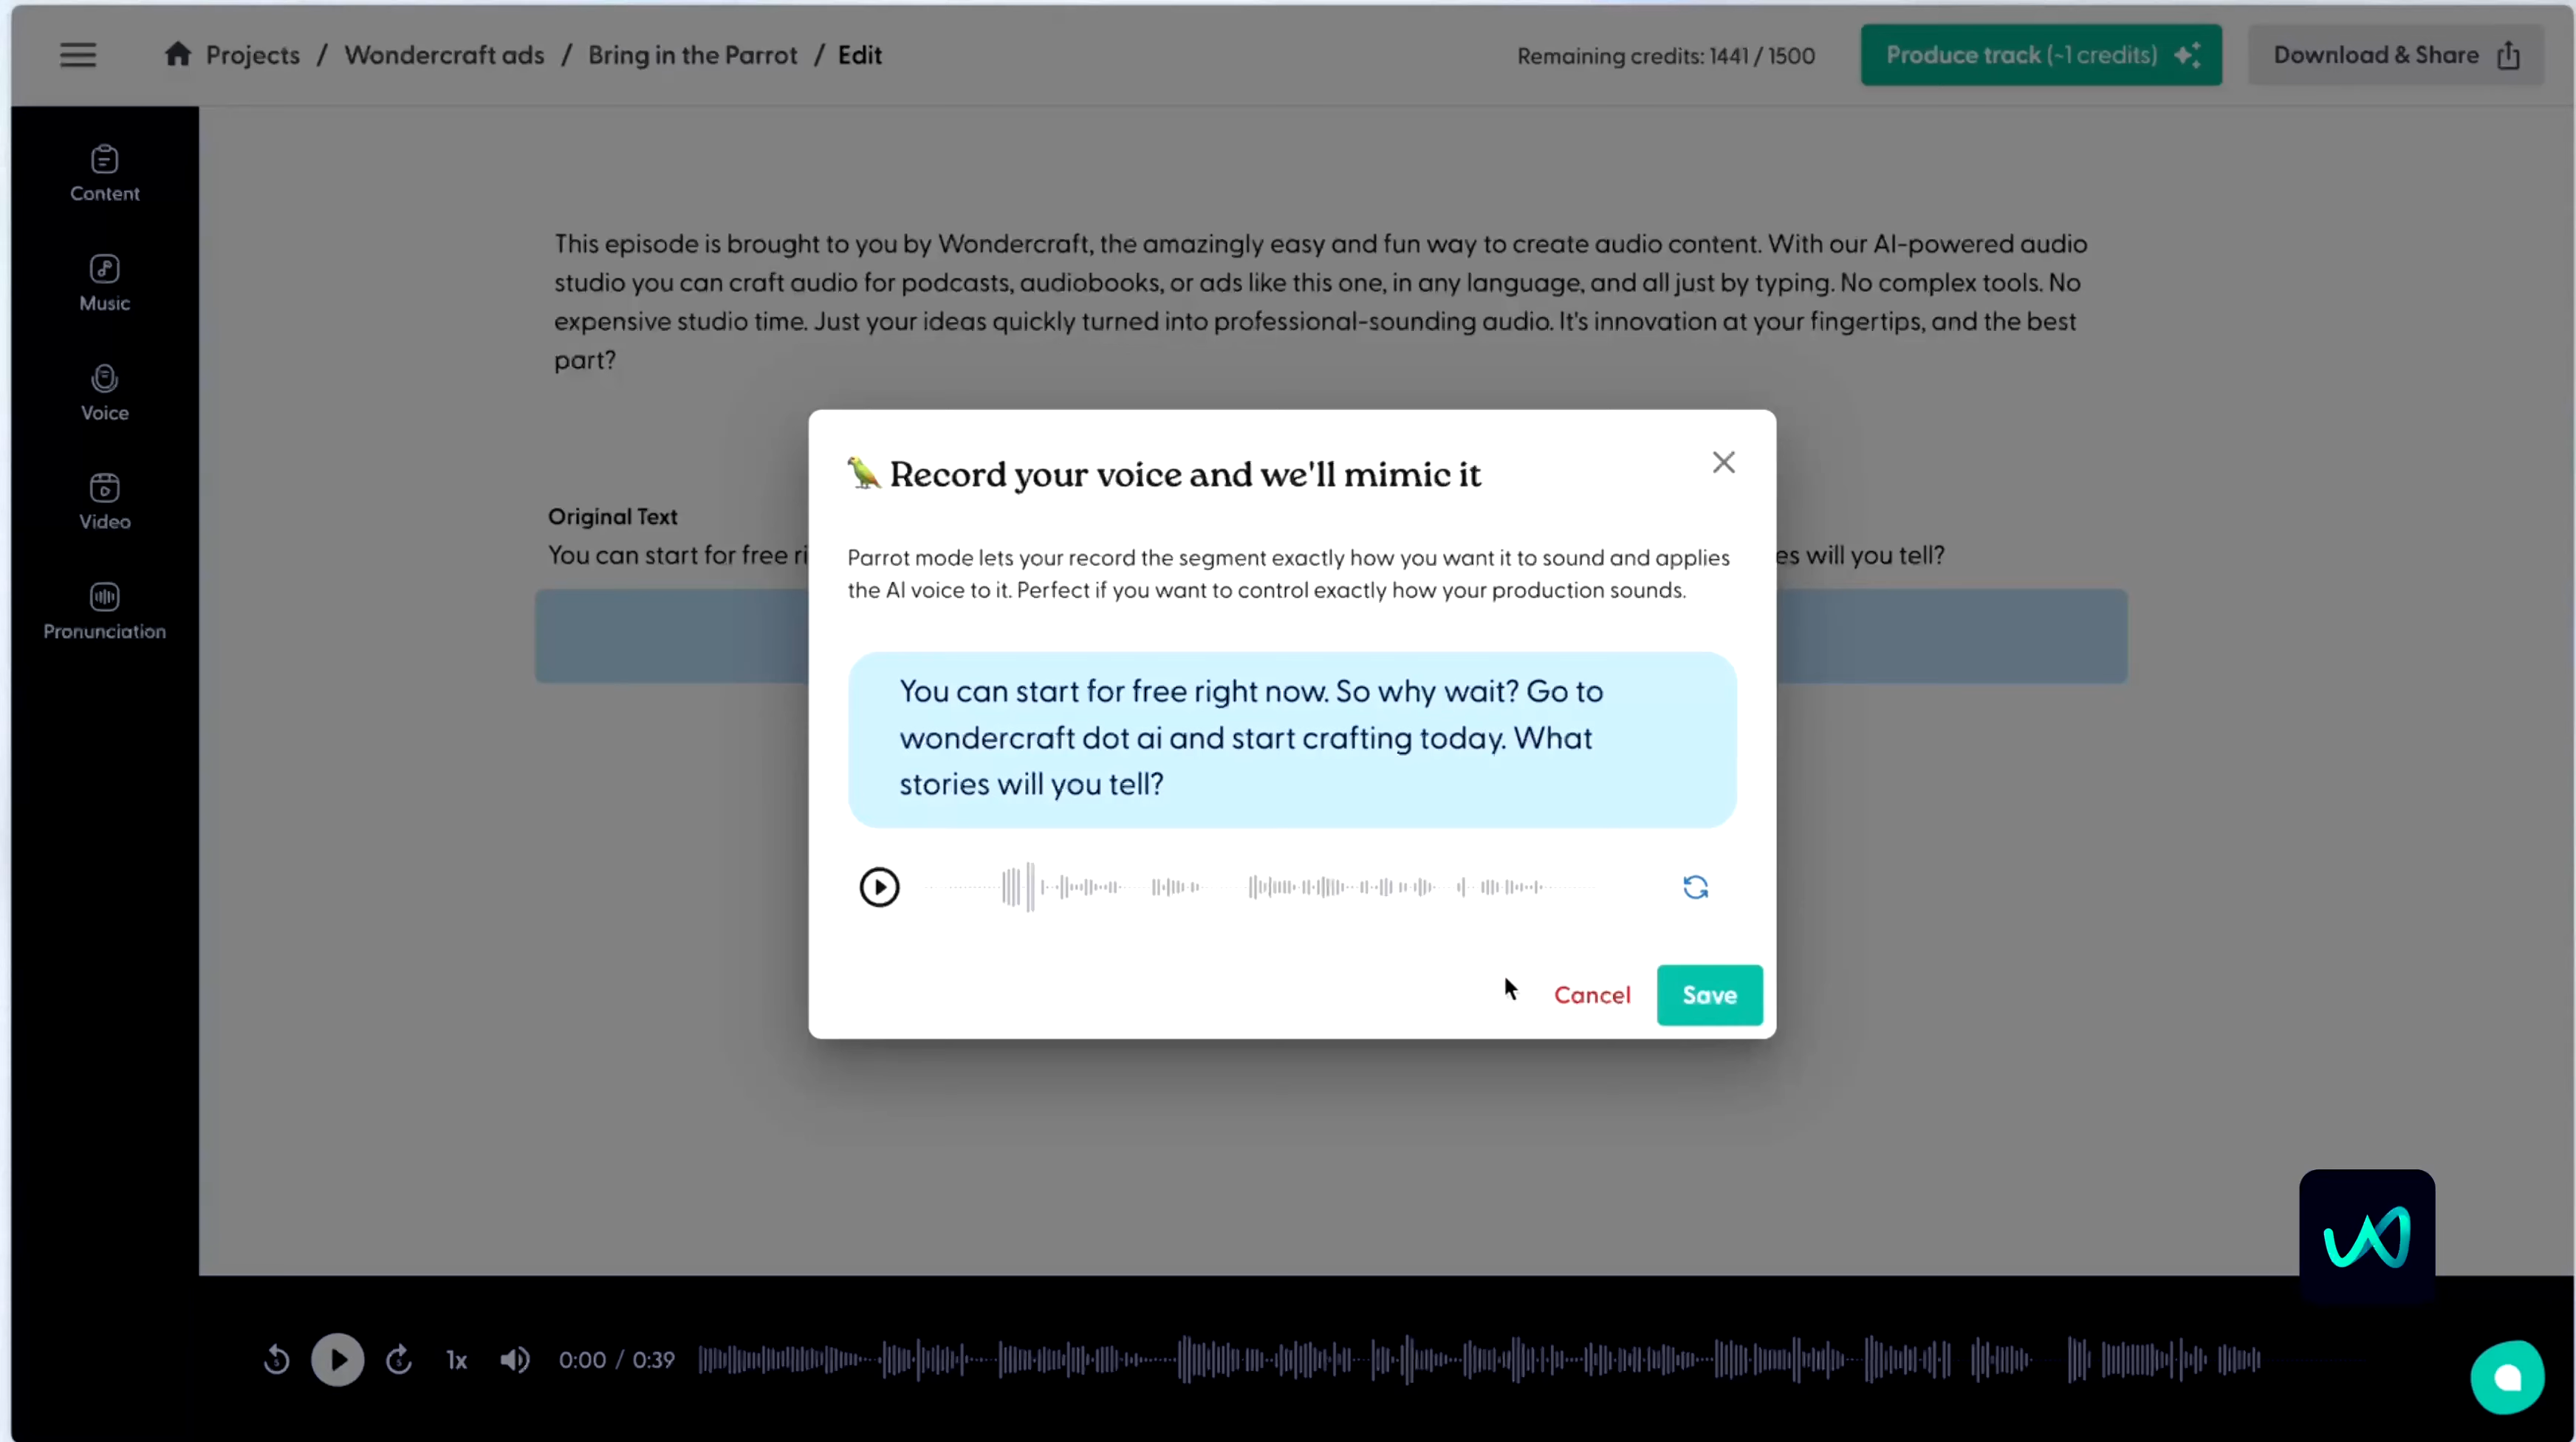 Projects / Wondercraft ads / Bring in the Parrot / Edit
Remaining credits: 1441 / 1500
Produce track (~1 credits)
Download & Share
Content
Music
Voice
Video
Pronunciation
This episode is brought to you by Wondercraft, the amazingly easy and fun way to create audio content. With our AI-powered audio
studio you can craft audio for podcasts, audiobooks, or ads like this one, in any language, and all just by typing. No complex tools. No
expensive studio time. Just your ideas quickly turned into professional-sounding audio. It's innovation at your fingertips, and the best
part?
Original Text
You can start for free ri
es will you tell?
Record your voice and we'll mimic it
Parrot mode lets your record the segment exactly how you want it to sound and applies
the AI voice to it. Perfect if you want to control exactly how your production sounds.
You can start for free right now. So why wait? Go to
wondercraft dot ai and start crafting today. What
stories will you tell?
Cancel
Save
5
5
1x
0:00 / 0:39